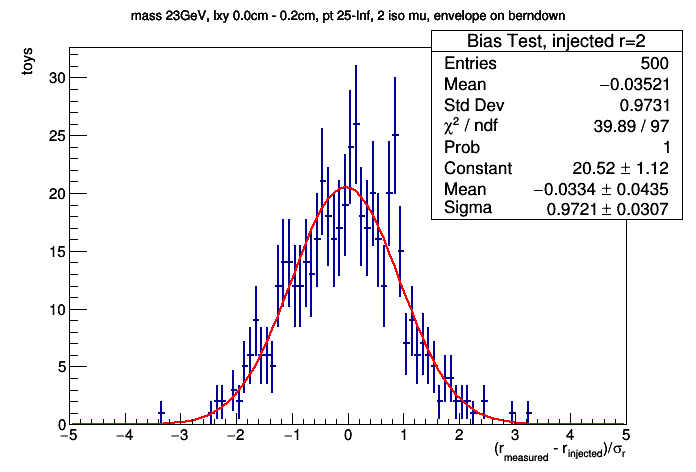 mass 23GeV, lxy 0.0cm - 0.2cm, pt 25-Inf, 2 iso mu, envelope on berndown
toys
Bias Test, injected r=2
Entries 500
Mean −0.03521
Std Dev 0.9731
χ² / ndf 39.89 / 97
Prob 1
Constant 20.52 ± 1.12
Mean −0.0334 ± 0.0435
Sigma 0.9721 ± 0.0307
30
25
20
15
10
5
0
−5 −4 −3 −2 −1 0 1 2 3 4 5
(r_measured - r_injected)/σ_r